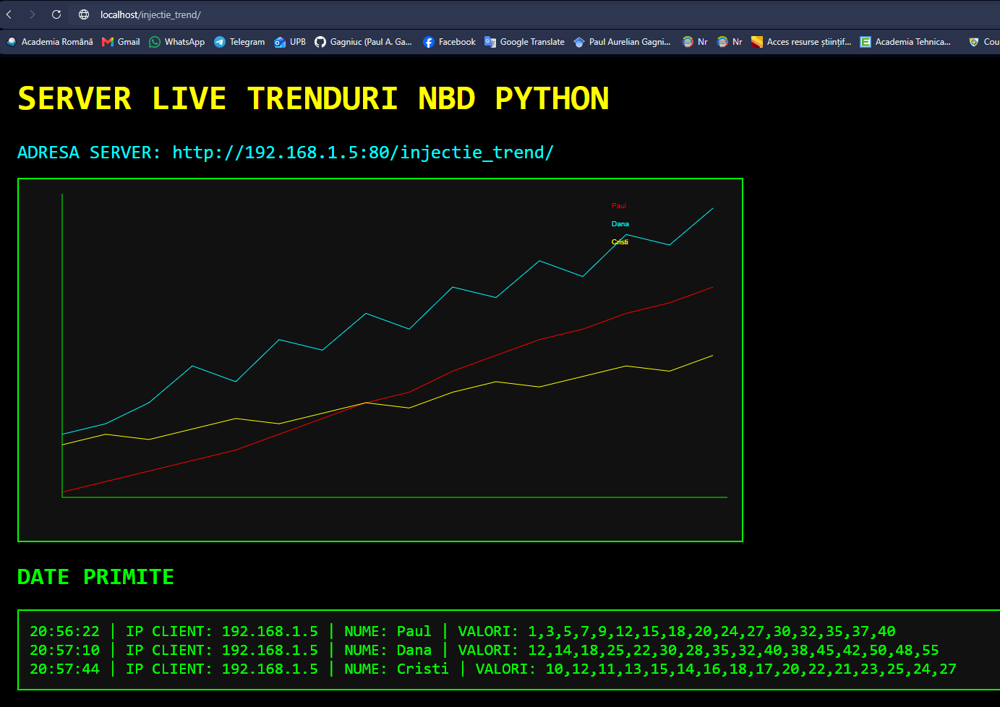 localhost/injectie_trend/
Academia Română Gmail WhatsApp Telegram UPB Gagniuc (Paul A. Ga... Facebook Google Translate Paul Aurelian Gagni... Nr Nr Acces resurse științif... Academia Tehnica... Cou
SERVER LIVE TRENDURI NBD PYTHON
ADRESA SERVER: http://192.168.1.5:80/injectie_trend/
Paul
Dana
Cristi
DATE PRIMITE
20:56:22 | IP CLIENT: 192.168.1.5 | NUME: Paul | VALORI: 1,3,5,7,9,12,15,18,20,24,27,30,32,35,37,40
20:57:10 | IP CLIENT: 192.168.1.5 | NUME: Dana | VALORI: 12,14,18,25,22,30,28,35,32,40,38,45,42,50,48,55
20:57:44 | IP CLIENT: 192.168.1.5 | NUME: Cristi | VALORI: 10,12,11,13,15,14,16,18,17,20,22,21,23,25,24,27